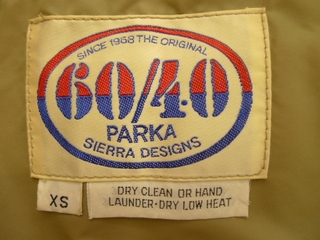 SINCE 1968 THE ORIGINAL
60/40
PARKA
SIERRA DESIGNS
XS
DRY CLEAN OR HAND
LAUNDER·DRY LOW HEAT